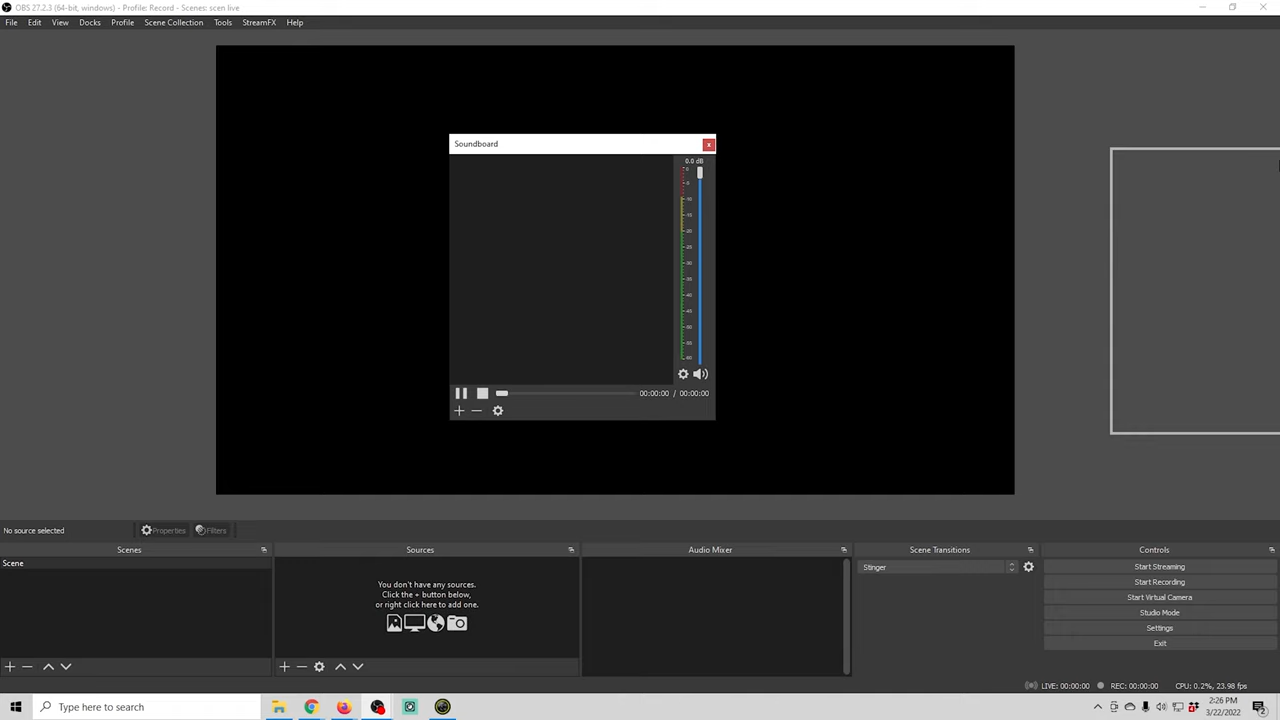 OBS 27.2.3 (64-bit, windows) - Profile: Record - Scenes: scen live
File Edit View Docks Profile Scene Collection Tools StreamFX Help
Soundboard
0.0 dB
00:00:00 / 00:00:00
No source selected Properties Filters
Scenes Sources Audio Mixer Scene Transitions Controls
Scene
You don't have any sources.
Click the + button below,
or right click here to add one.
Stinger
Start Streaming
Start Recording
Start Virtual Camera
Studio Mode
Settings
Exit
LIVE: 00:00:00 REC: 00:00:00 CPU: 0.2%, 23.98 fps
Type here to search
2:26 PM
3/22/2022